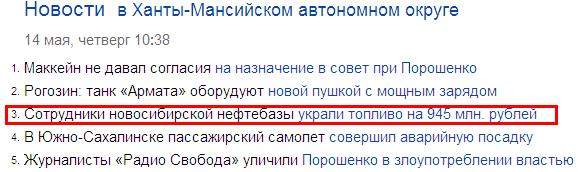 Новости в Ханты-Мансийском автономном округе
14 мая, четверг 10:38
1. Маккейн не давал согласия на назначение в совет при Порошенко
2. Рогозин: танк «Армата» оборудуют новой пушкой с мощным зарядом
3. Сотрудники новосибирской нефтебазы украли топливо на 945 млн. рублей
4. В Южно-Сахалинске пассажирский самолет совершил аварийную посадку
5. Журналисты «Радио Свобода» уличили Порошенко в злоупотреблении властью